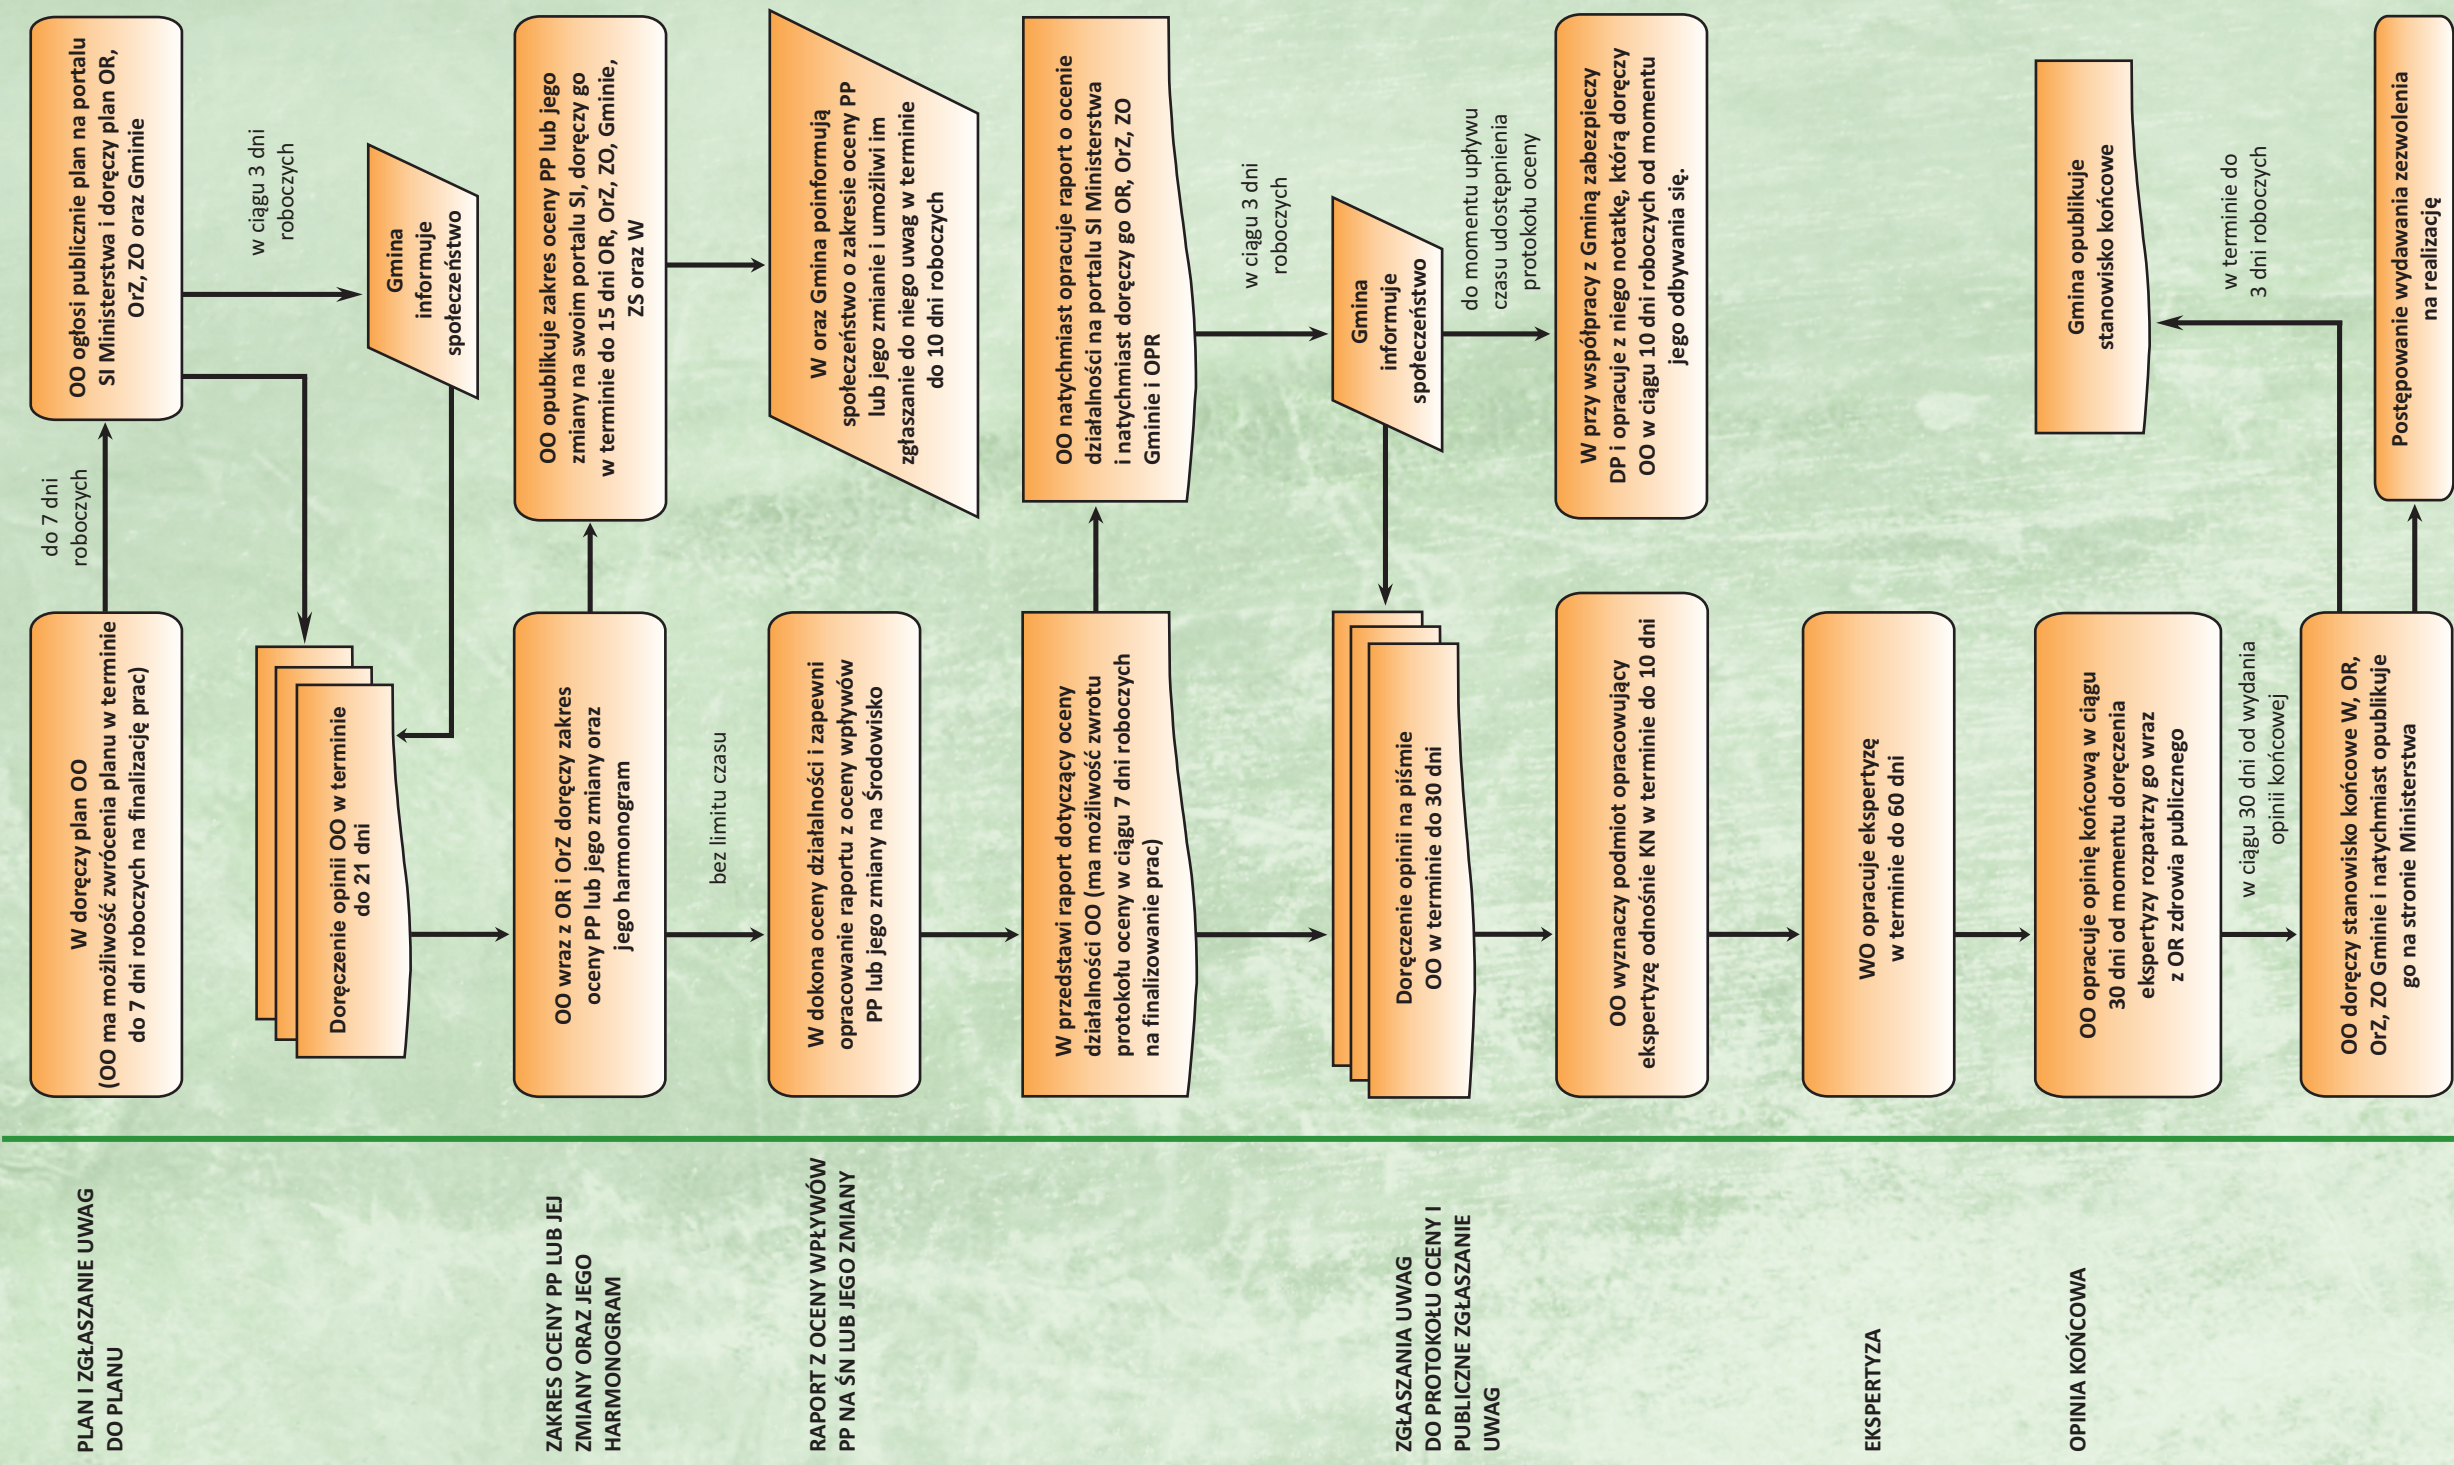 PLAN I ZGŁASZANIE UWAG
DO PLANU
W doręczy plan OO
(OO ma możliwość zwrócenia planu w terminie
do 7 dni roboczych na finalizację prac)
do 7 dni
roboczych
OO ogłosi publicznie plan na portalu
SI Ministerstwa i doręczy plan OR,
OrZ, ZO oraz Gminie
w ciągu 3 dni
roboczych
Gmina
informuje
społeczeństwo
Doręczenie opinii OO w terminie
do 21 dni
ZAKRES OCENY PP LUB JEJ
ZMIANY ORAZ JEGO
HARMONOGRAM
OO wraz z OR i OrZ doręczy zakres
oceny PP lub jego zmiany oraz
jego harmonogram
OO opublikuje zakres oceny PP lub jego
zmiany na swoim portalu SI, doręczy go
w terminie do 15 dni OR, OrZ, ZO, Gminie,
ZS oraz W
bez limitu czasu
W oraz Gmina poinformują
społeczeństwo o zakresie oceny PP
lub jego zmianie i umożliwi im
zgłaszanie do niego uwag w terminie
do 10 dni roboczych
RAPORT Z OCENY WPŁYWÓW
PP NA ŚN LUB JEGO ZMIANY
W dokona oceny działalności i zapewni
opracowanie raportu z oceny wpływów
PP lub jego zmiany na Środowisko
W przedstawi raport dotyczący oceny
działalności OO (ma możliwość zwrotu
protokołu oceny w ciągu 7 dni roboczych
na finalizowanie prac)
OO natychmiast opracuje raport o ocenie
działalności na portalu SI Ministerstwa
i natychmiast doręczy go OR, OrZ, ZO
Gminie i OPR
w ciągu 3 dni
roboczych
Gmina
informuje
społeczeństwo
do momentu upływu
czasu udostępnienia
protokołu oceny
ZGŁASZANIA UWAG
DO PROTOKOŁU OCENY I
PUBLICZNE ZGŁASZANIE
UWAG
Doręczenie opinii na piśmie
OO w terminie do 30 dni
W przy współpracy z Gminą zabezpieczy
DP i opracuje z niego notatkę, którą doręczy
OO w ciągu 10 dni roboczych od momentu
jego odbywania się.
OO wyznaczy podmiot opracowujący
ekspertyzę odnośnie KN w terminie do 10 dni
EKSPERTYZA
WO opracuje ekspertyzę
w terminie do 60 dni
OPINIA KOŃCOWA
OO opracuje opinię końcową w ciągu
30 dni od momentu doręczenia
ekspertyzy rozpatrzy go wraz
z OR zdrowia publicznego
w ciągu 30 dni od wydania
opinii końcowej
Gmina opublikuje
stanowisko końcowe
w terminie do
3 dni roboczych
OO doręczy stanowisko końcowe W, OR,
OrZ, ZO Gminie i natychmiast opublikuje
go na stronie Ministerstwa
Postępowanie wydawania zezwolenia
na realizację